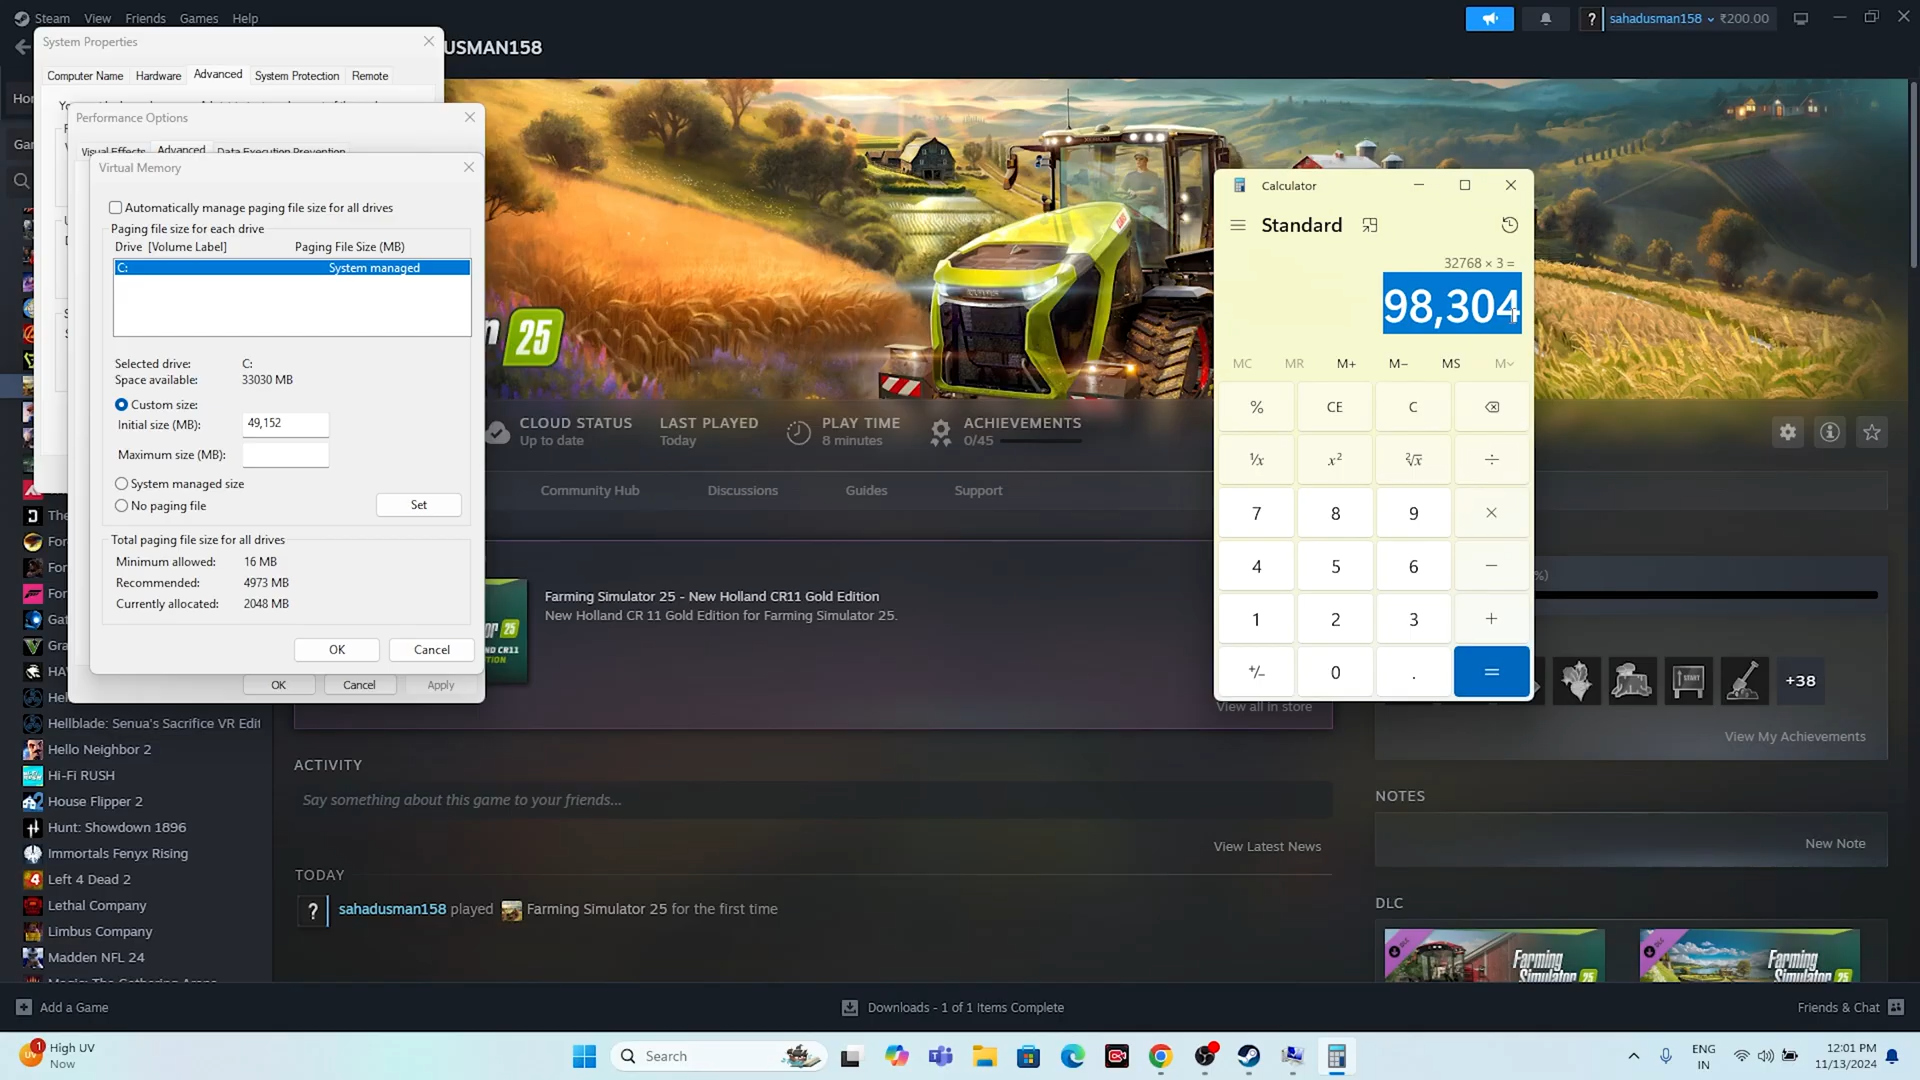 Steam
View
Friends
Games
Help
sahadusman158
₹200.00
System Properties
USMAN158
Computer Name
Hardware
Advanced
System Protection
Remote
Performance Options
Visual Effects
Advanced
Data Execution Prevention
Virtual Memory
Automatically manage paging file size for all drives
Paging file size for each drive
Drive [Volume Label]
Paging File Size (MB)
C:
System managed
Selected drive:
C:
Space available:
33030 MB
Custom size:
Initial size (MB):
49,152
Maximum size (MB):
System managed size
No paging file
Set
Total paging file size for all drives
Minimum allowed:
16 MB
Recommended:
4973 MB
Currently allocated:
2048 MB
OK
Cancel
OK
Cancel
Apply
25
Calculator
Standard
32768 × 3 =
98,304
MC
MR
M+
M−
MS
M
%
CE
C
¹/x
x²
²√x
÷
7
8
9
×
4
5
6
−
1
2
3
+
+/−
0
.
=
CLOUD STATUS
Up to date
LAST PLAYED
Today
PLAY TIME
8 minutes
ACHIEVEMENTS
0/45
Community Hub
Discussions
Guides
Support
%)
Farming Simulator 25 - New Holland CR11 Gold Edition
New Holland CR 11 Gold Edition for Farming Simulator 25.
View all in store
+38
View My Achievements
ACTIVITY
Say something about this game to your friends...
View Latest News
TODAY
sahadusman158 played
Farming Simulator 25 for the first time
NOTES
New Note
DLC
Farming
Simulator 25
Farming
Simulator 25
Hellblade: Senua's Sacrifice VR Edit
Hello Neighbor 2
Hi-Fi RUSH
House Flipper 2
Hunt: Showdown 1896
Immortals Fenyx Rising
Left 4 Dead 2
Lethal Company
Limbus Company
Madden NFL 24
Add a Game
Downloads - 1 of 1 Items Complete
Friends & Chat
High UV
Now
Search
ENG
IN
12:01 PM
11/13/2024